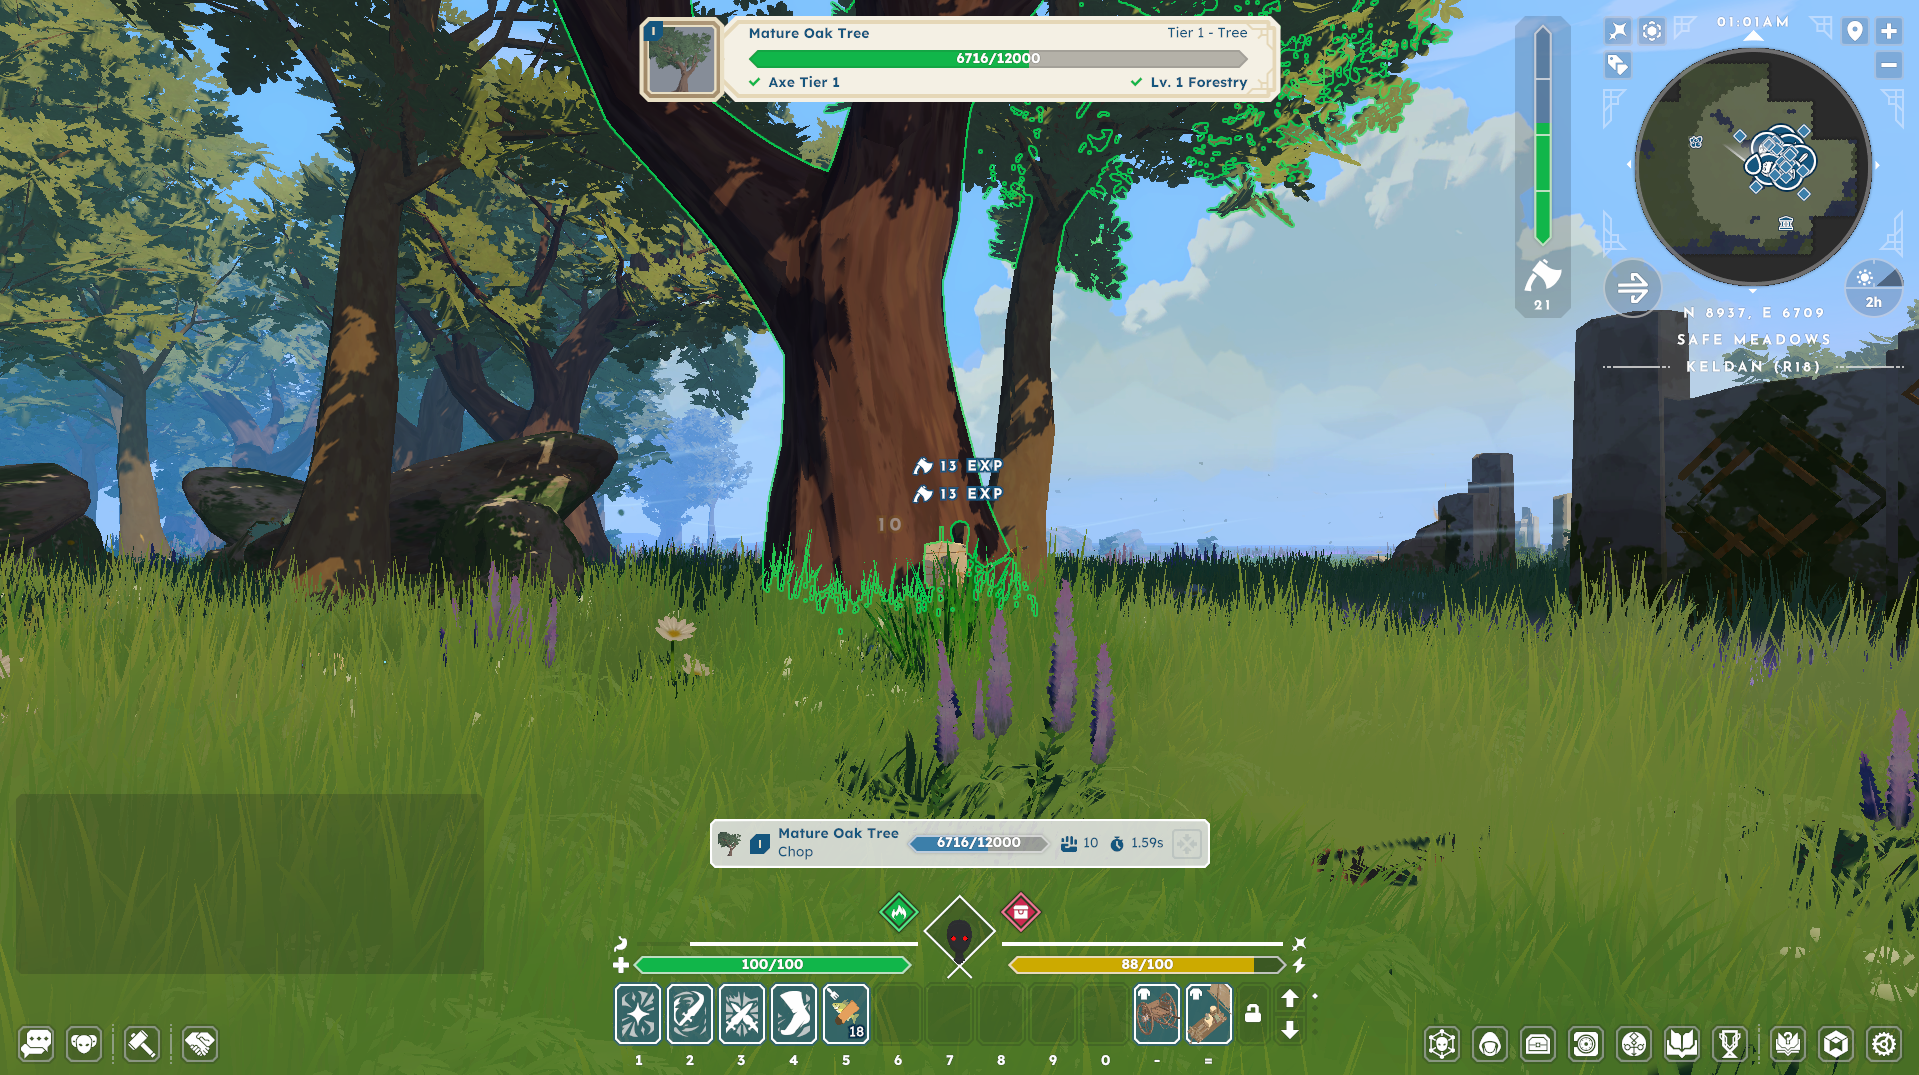 I
Mature Oak Tree
Tier 1 - Tree
6716/12000
Axe Tier 1
Lv. 1 Forestry
21
01:01AM
2h
N 8937, E 6709
SAFE MEADOWS
KELDAN (R18)
13 EXP
13 EXP
10
I
Mature Oak Tree
Chop
6716/12000
10
1.59s
100/100
88/100
18
1 2 3 4 5 6 7 8 9 0 - =